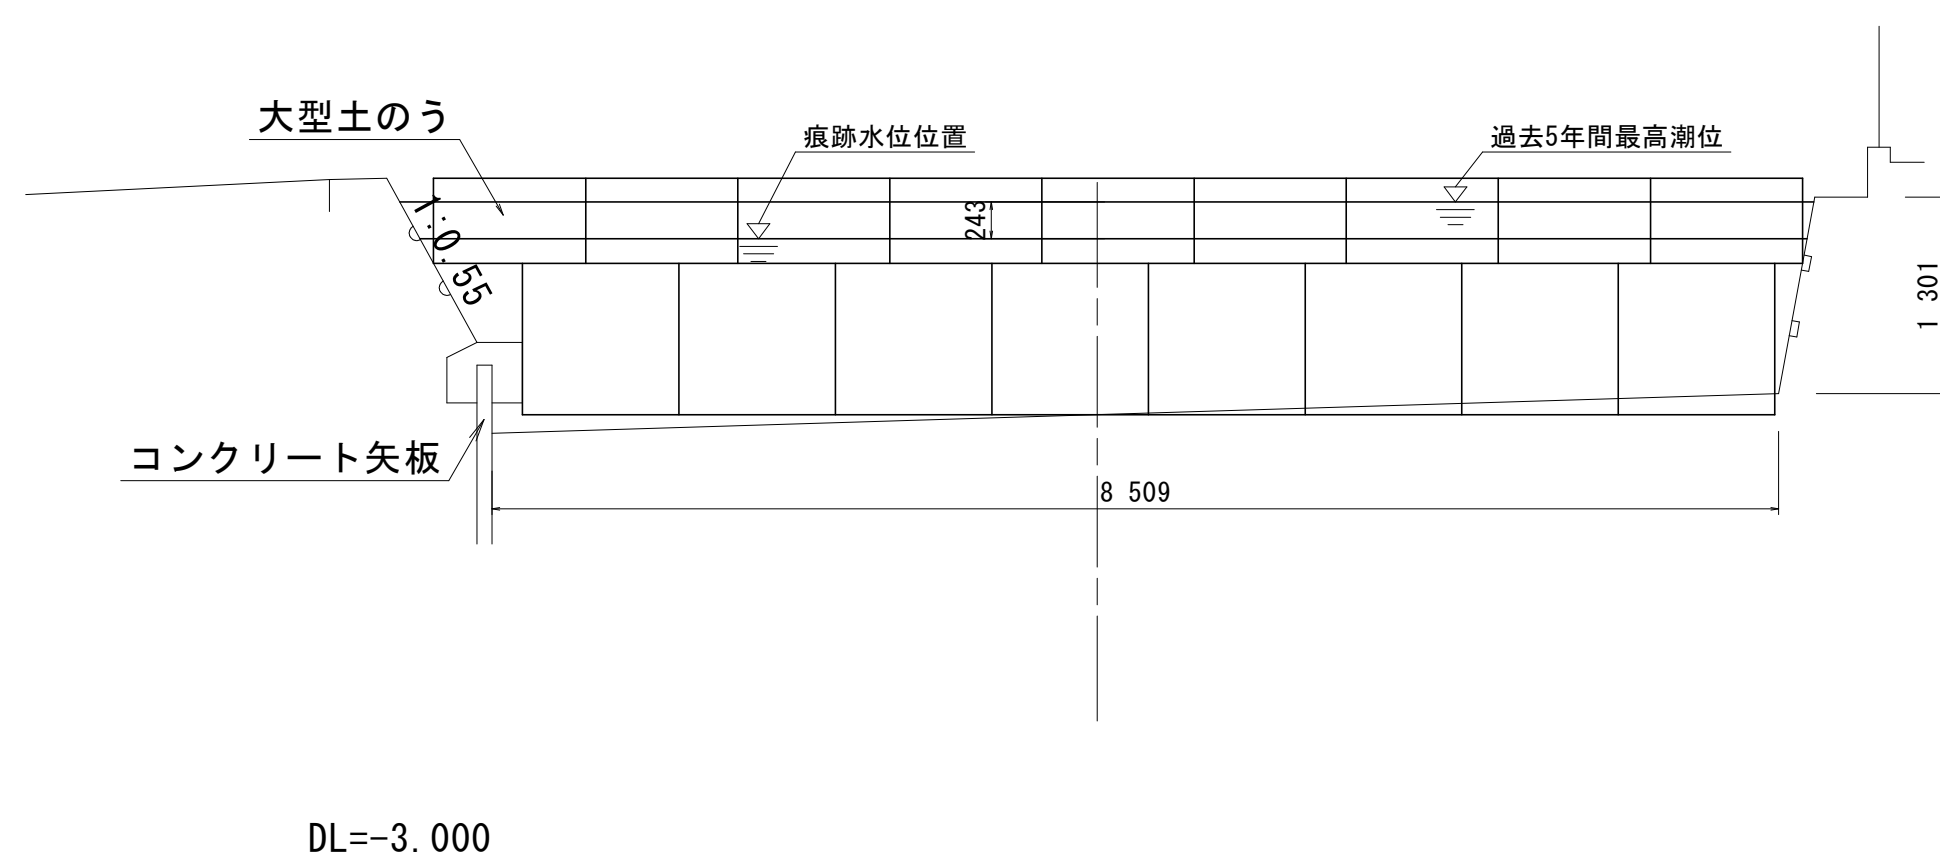 大型土のう
痕跡水位位置
過去5年間最高潮位
243
1:0.55
1 301
コンクリート矢板
8 509
DL=-3.000